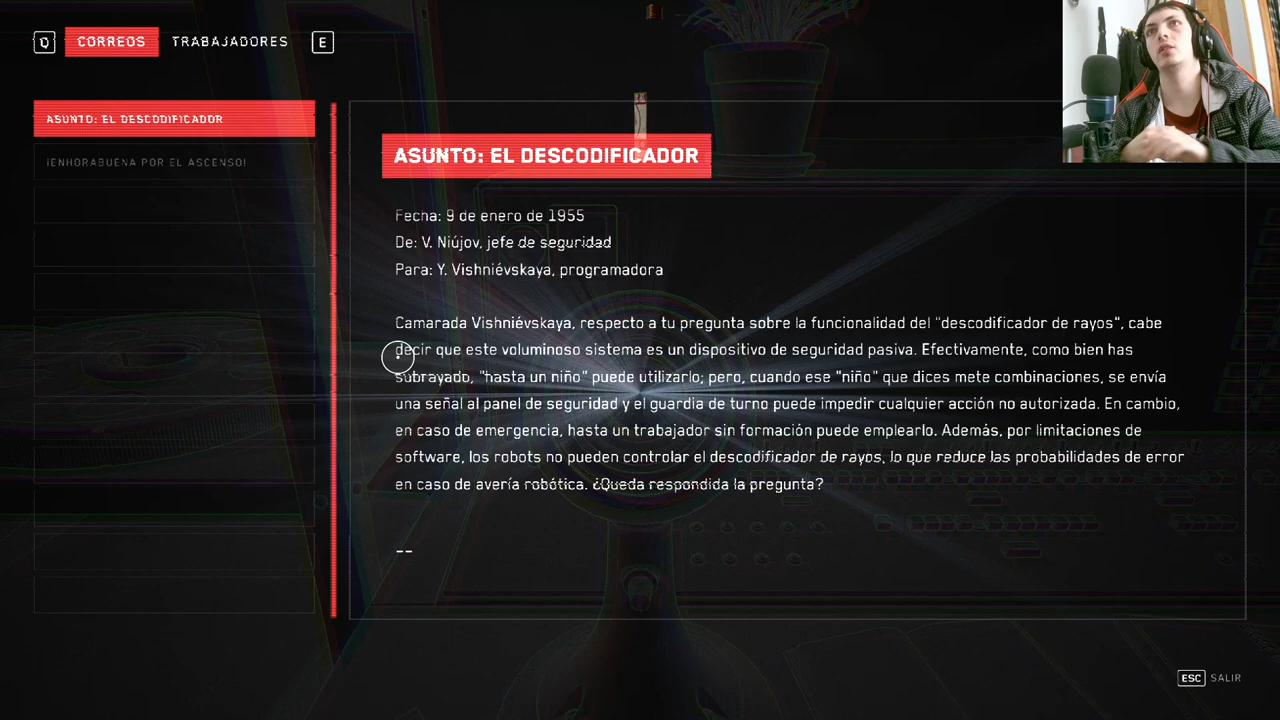 Q CORREOS TRABAJADORES E
ASUNTO: EL DESCODIFICADOR
¡ENHORABUENA POR EL ASCENSO!
ASUNTO: EL DESCODIFICADOR
Fecha: 9 de enero de 1955
De: V. Niújov, jefe de seguridad
Para: Y. Vishniévskaya, programadora
Camarada Vishniévskaya, respecto a tu pregunta sobre la funcionalidad del "descodificador de rayos", cabe
decir que este voluminoso sistema es un dispositivo de seguridad pasiva. Efectivamente, como bien has
subrayado, "hasta un niño" puede utilizarlo; pero, cuando ese "niño" que dices mete combinaciones, se envía
una señal al panel de seguridad y el guardia de turno puede impedir cualquier acción no autorizada. En cambio,
en caso de emergencia, hasta un trabajador sin formación puede emplearlo. Además, por limitaciones de
software, los robots no pueden controlar el descodificador de rayos, lo que reduce las probabilidades de error
en caso de avería robótica. ¿Queda respondida la pregunta?
--
ESC SALIR